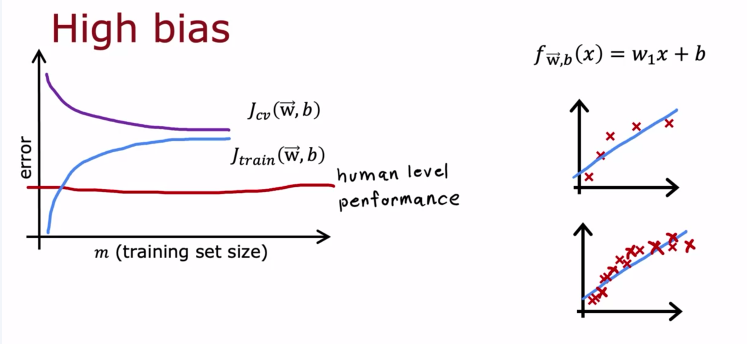 High bias
f_{\vec{w},b}(x) = w_1x + b
J_{cv}(\vec{w}, b)
J_{train}(\vec{w}, b)
human level
performance
error
m (training set size)